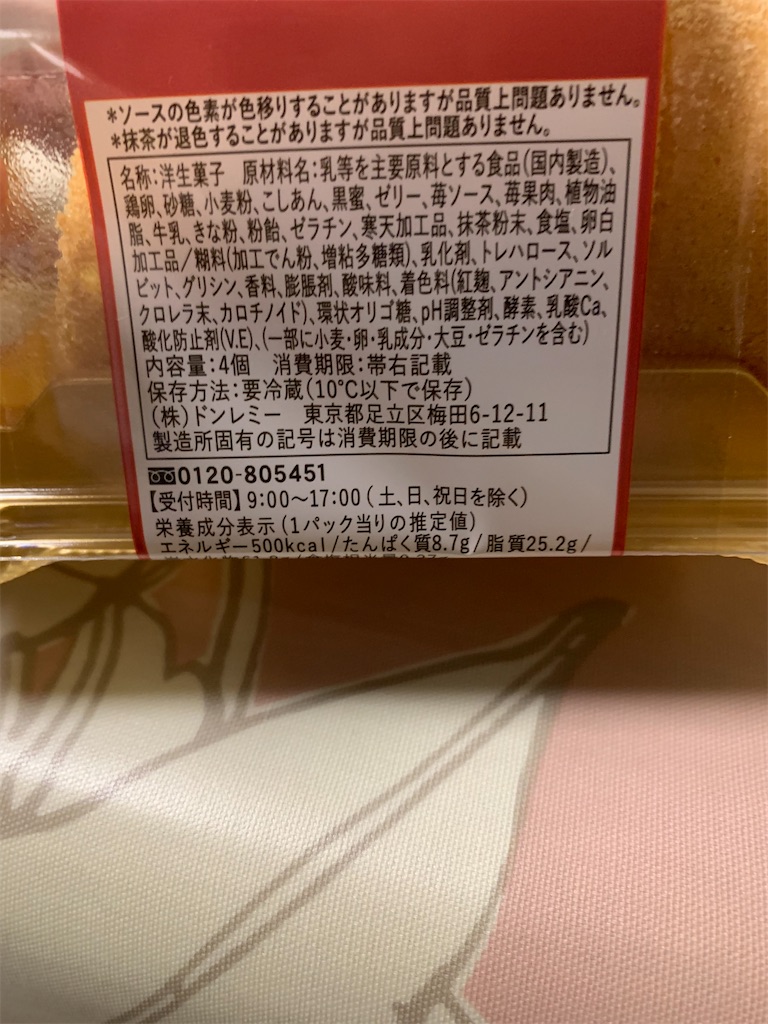 *ソースの色素が色移りすることがありますが品質上問題ありません。
*抹茶が退色することがありますが品質上問題ありません。
名称:洋生菓子 原材料名:乳等を主要原料とする食品(国内製造)、
鶏卵、砂糖、小麦粉、こしあん、黒蜜、ゼリー、苺ソース、苺果肉、植物油
脂、牛乳、きな粉、粉飴、ゼラチン、寒天加工品、抹茶粉末、食塩、卵白
加工品/糊料(加工でん粉、増粘多糖類)、乳化剤、トレハロース、ソル
ビット、グリシン、香料、膨脹剤、酸味料、着色料(紅麹、アントシアニン、
クロレラ末、カロチノイド)、環状オリゴ糖、pH調整剤、酵素、乳酸Ca、
酸化防止剤(V.E)、(一部に小麦・卵・乳成分・大豆・ゼラチンを含む)
内容量:4個 消費期限:帯右記載
保存方法:要冷蔵(10℃以下で保存)
(株)ドンレミー 東京都足立区梅田6-12-11
製造所固有の記号は消費期限の後に記載
0120-805451
【受付時間】9:00〜17:00(土、日、祝日を除く)
栄養成分表示(1パック当りの推定値)
エネルギー500kcal/たんぱく質8.7g/脂質25.2g/